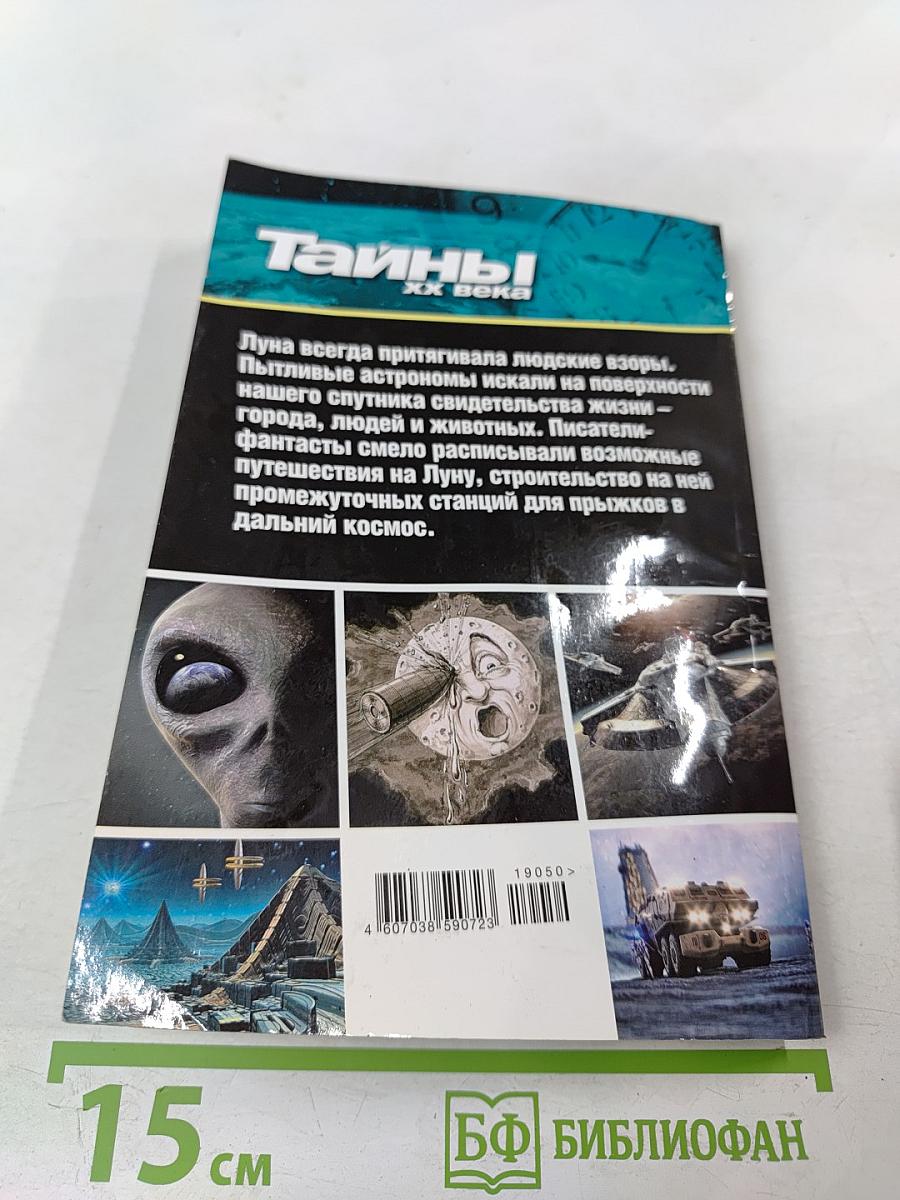 Тайны
XX века
Луна всегда притягивала людские взоры.
Пытливые астрономы искали на поверхности
нашего спутника свидетельства жизни –
города, людей и животных. Писатели-
фантасты смело расписывали возможные
путешествия на Луну, строительство на ней
промежуточных станций для прыжков в
дальний космос.
19050>
4 607038 590723
15 см
БФ БИБЛИОФАН